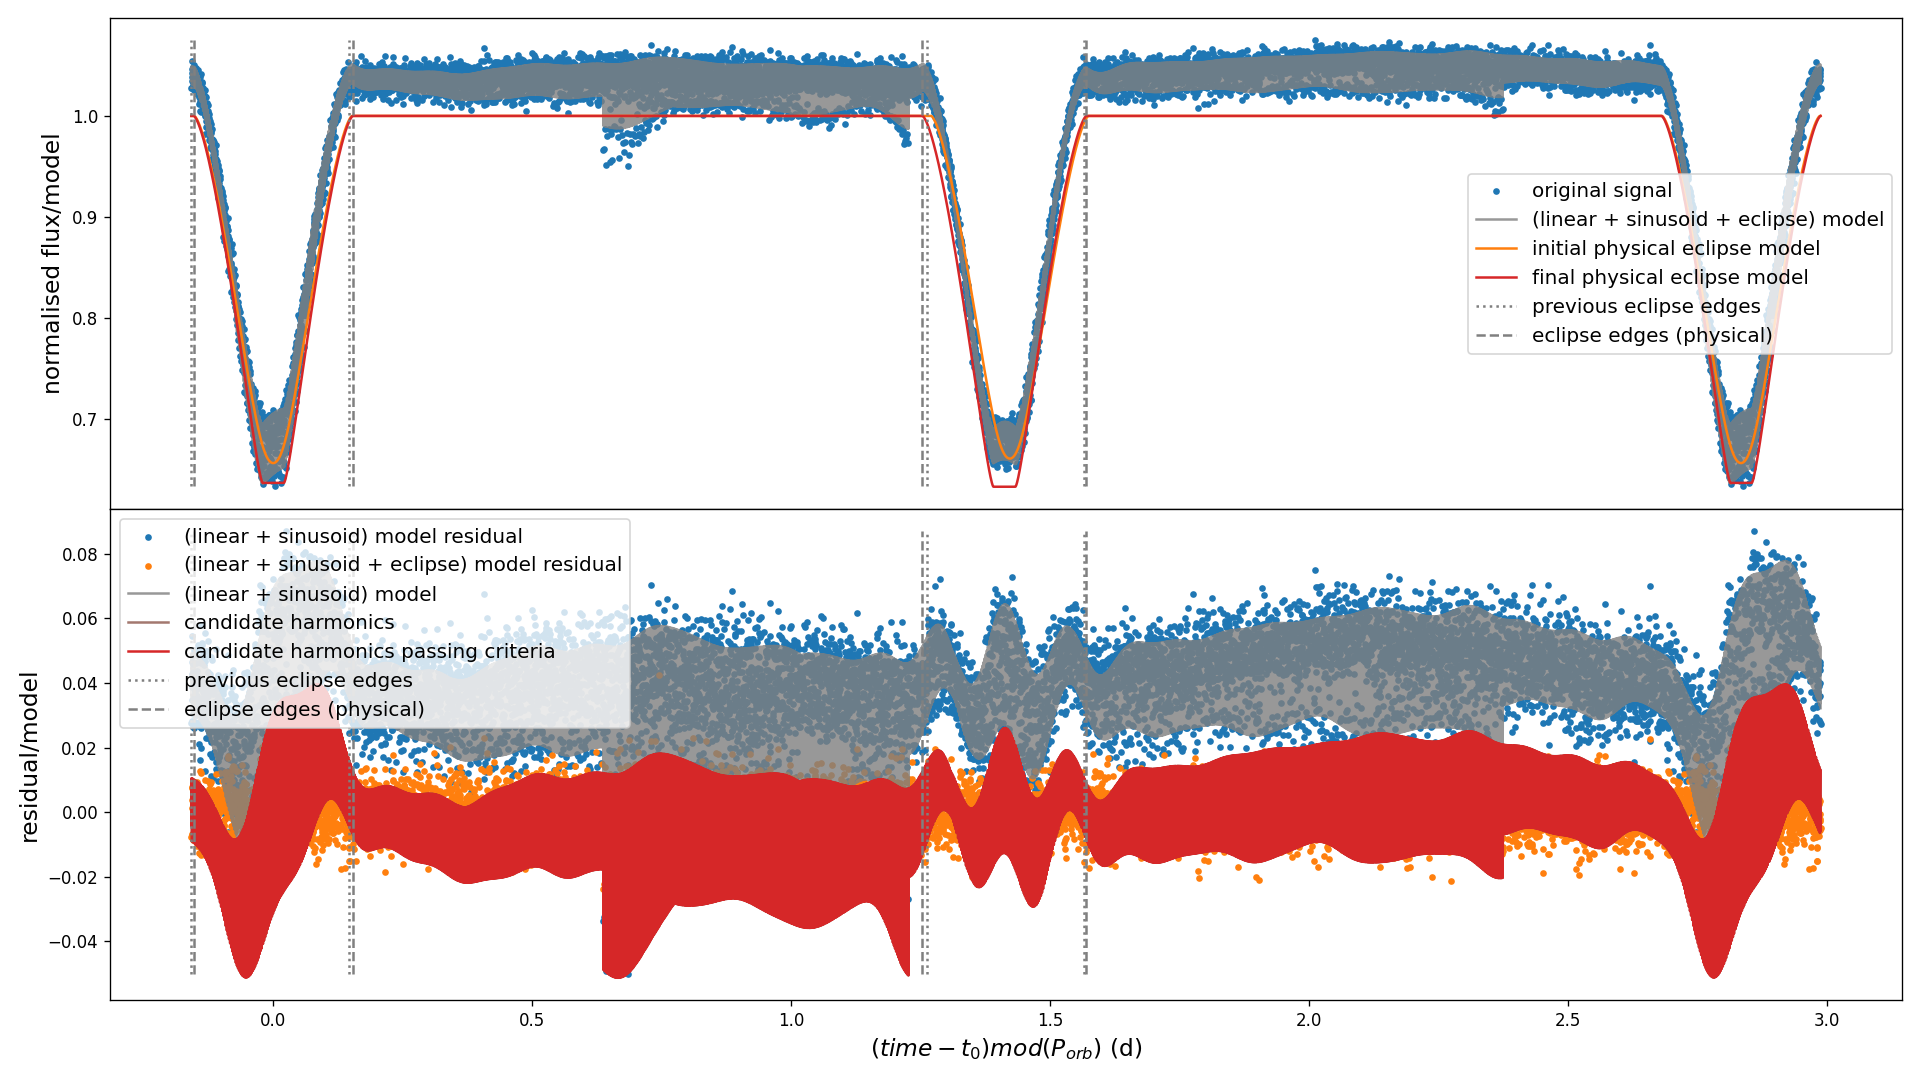 normalised flux/model
1.0
0.9
0.8
0.7
original signal
(linear + sinusoid + eclipse) model
initial physical eclipse model
final physical eclipse model
previous eclipse edges
eclipse edges (physical)
residual/model
0.08
0.06
0.04
0.02
0.00
−0.02
−0.04
(linear + sinusoid) model residual
(linear + sinusoid + eclipse) model residual
(linear + sinusoid) model
candidate harmonics
candidate harmonics passing criteria
previous eclipse edges
eclipse edges (physical)
0.0 0.5 1.0 1.5 2.0 2.5 3.0
(time − t₀)mod(Pₒᵣb) (d)